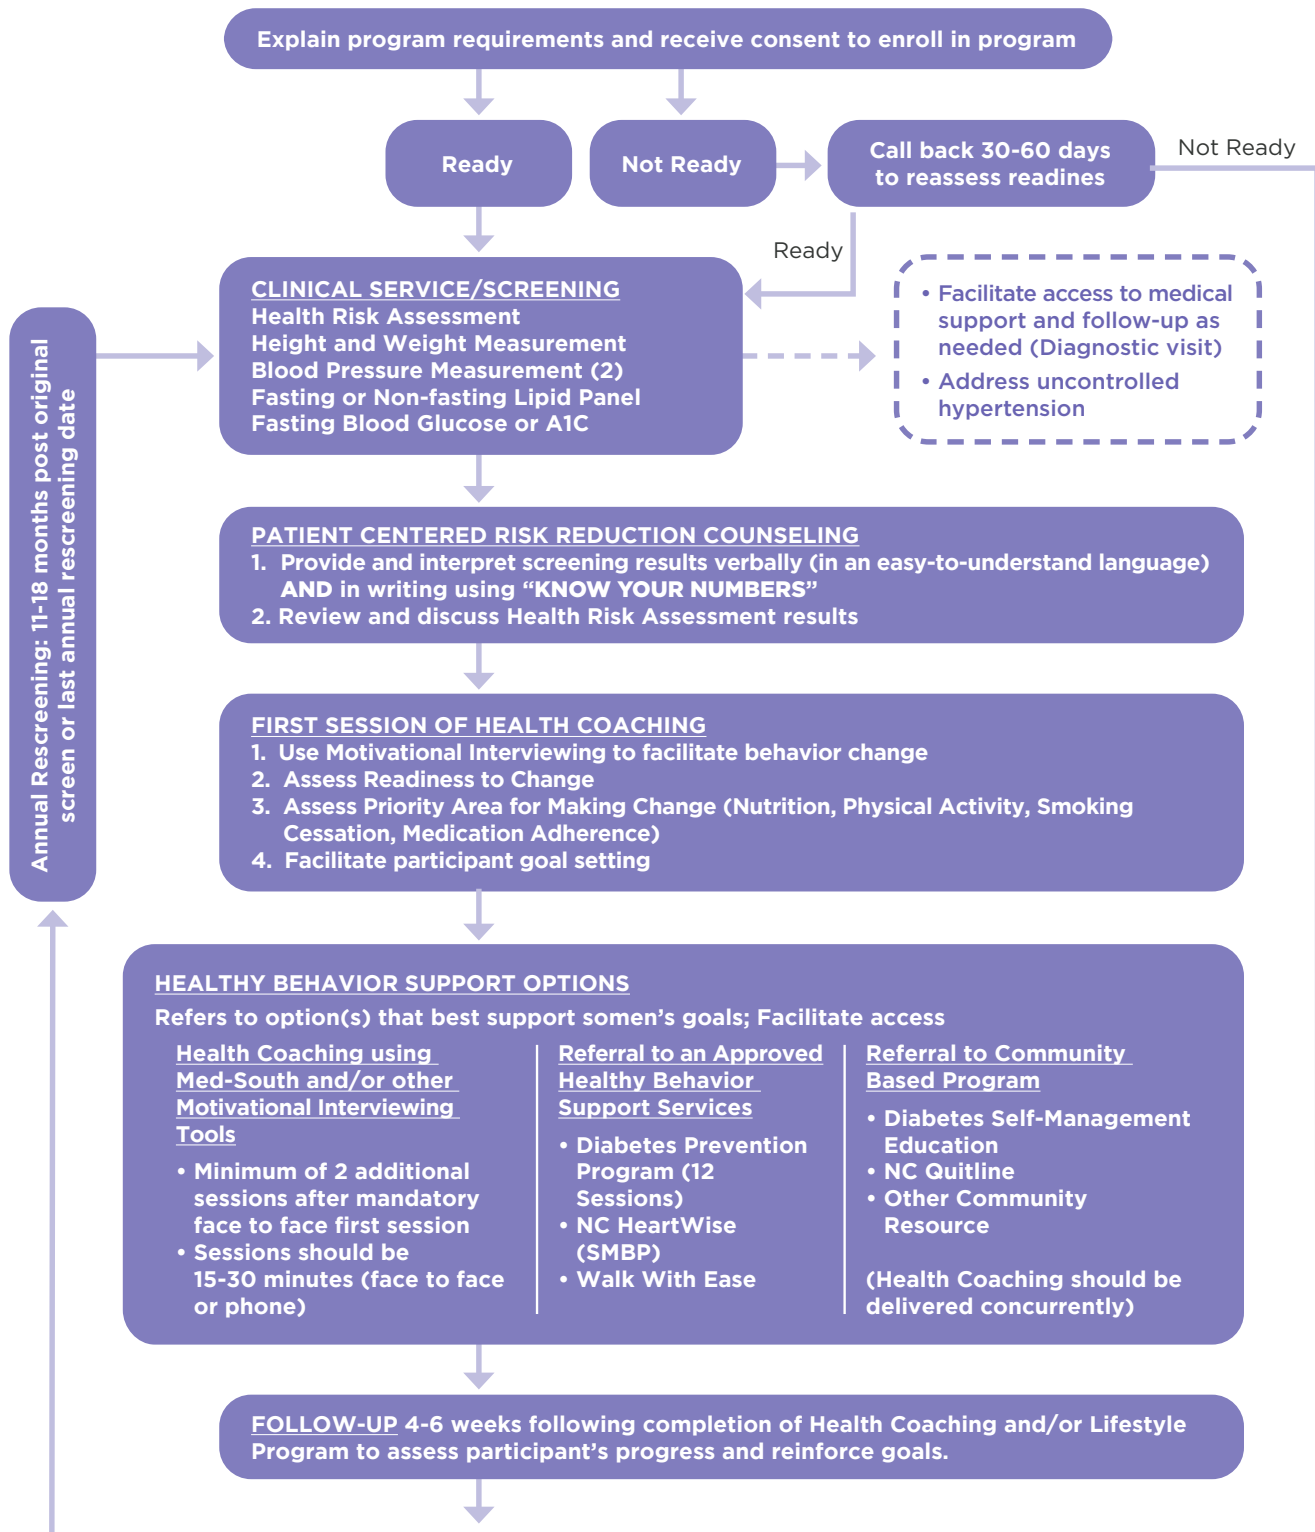 Explain program requirements and receive consent to enroll in program
Ready
Not Ready
Call back 30-60 days
to reassess readines
Not Ready
Ready
CLINICAL SERVICE/SCREENING
Health Risk Assessment
Height and Weight Measurement
Blood Pressure Measurement (2)
Fasting or Non-fasting Lipid Panel
Fasting Blood Glucose or A1C
• Facilitate access to medical
support and follow-up as
needed (Diagnostic visit)
• Address uncontrolled
hypertension
Annual Rescreening: 11-18 months post original
screen or last annual rescreening date
PATIENT CENTERED RISK REDUCTION COUNSELING
1. Provide and interpret screening results verbally (in an easy-to-understand language)
AND in writing using “KNOW YOUR NUMBERS”
2. Review and discuss Health Risk Assessment results
FIRST SESSION OF HEALTH COACHING
1. Use Motivational Interviewing to facilitate behavior change
2. Assess Readiness to Change
3. Assess Priority Area for Making Change (Nutrition, Physical Activity, Smoking
Cessation, Medication Adherence)
4. Facilitate participant goal setting
HEALTHY BEHAVIOR SUPPORT OPTIONS
Refers to option(s) that best support somen’s goals; Facilitate access
Health Coaching using
Med-South and/or other
Motivational Interviewing
Tools
• Minimum of 2 additional
sessions after mandatory
face to face first session
• Sessions should be
15-30 minutes (face to face
or phone)
Referral to an Approved
Healthy Behavior
Support Services
• Diabetes Prevention
Program (12
Sessions)
• NC HeartWise
(SMBP)
• Walk With Ease
Referral to Community
Based Program
• Diabetes Self-Management
Education
• NC Quitline
• Other Community
Resource
(Health Coaching should be
delivered concurrently)
FOLLOW-UP 4-6 weeks following completion of Health Coaching and/or Lifestyle
Program to assess participant’s progress and reinforce goals.